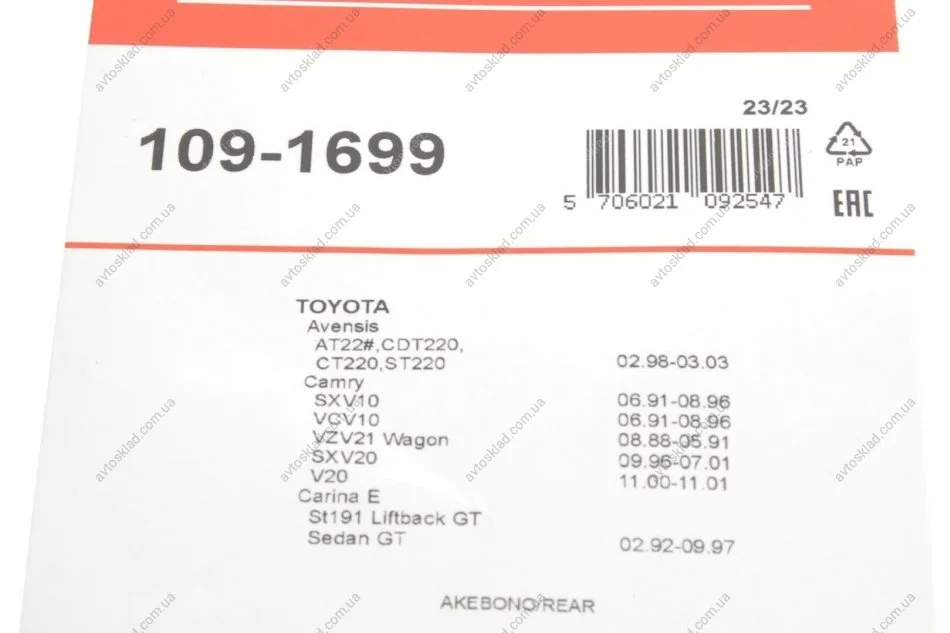 23/23
109-1699
21
PAP
5 706021 092547
EAC
TOYOTA
Avensis
AT22#,CDT220,
CT220,ST220 02.98-03.03
Camry
SXV10 06.91-08.96
VCV10 06.91-08.96
VZV21 Wagon 08.88-05.91
SXV20 09.96-07.01
V20 11.00-11.01
Carina E
St191 Liftback GT
Sedan GT 02.92-09.97
AKEBONO/REAR
avtosklad.com.ua